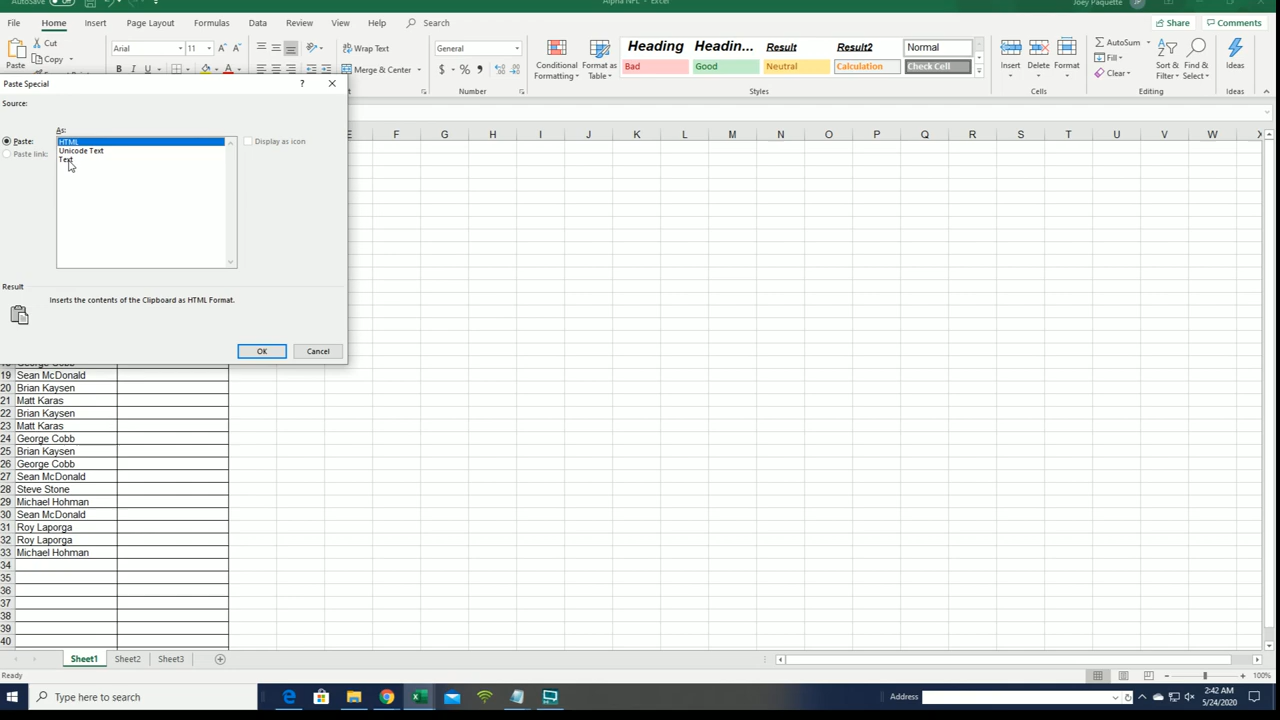 AutoSave Off Alpha NFL - Excel Joey Paquette JP
File Home Insert Page Layout Formulas Data Review View Help Search Share Comments
Cut Arial 11 Wrap Text General Heading Headin... Result Result2 Normal AutoSum
Copy Fill
Paste B I U Merge & Center $ % , Conditional Formatting Format as Table Bad Good Neutral Calculation Check Cell Insert Delete Format Clear Sort & Filter Find & Select Ideas
Number Styles Cells Editing Ideas
Paste Special ?
Source:
As:
Paste: HTML Display as icon
Paste link: Unicode Text
Text
Result
Inserts the contents of the Clipboard as HTML Format.
OK Cancel
E F G H I J K L M N O P Q R S T U V W X
George Cobb
19 Sean McDonald
20 Brian Kaysen
21 Matt Karas
22 Brian Kaysen
23 Matt Karas
24 George Cobb
25 Brian Kaysen
26 George Cobb
27 Sean McDonald
28 Steve Stone
29 Michael Hohman
30 Sean McDonald
31 Roy Laporga
32 Roy Laporga
33 Michael Hohman
34
35
36
37
38
39
40
Sheet1 Sheet2 Sheet3
Ready 100%
Type here to search Address 2:42 AM
5/24/2020